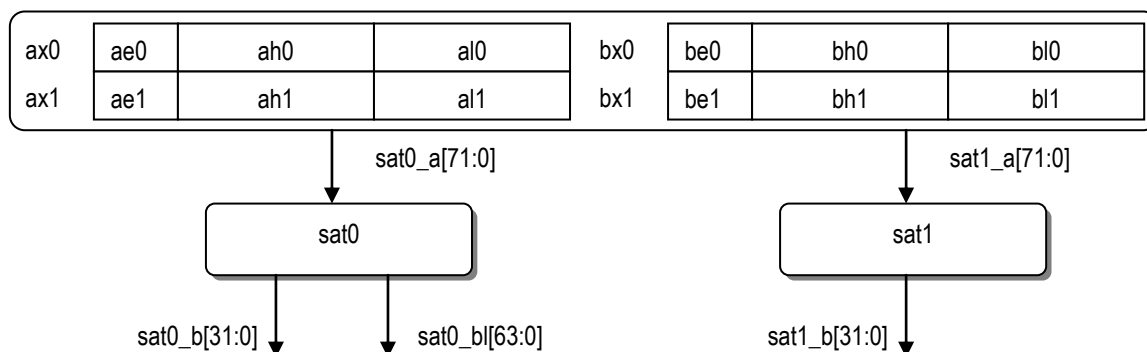 ax0 ae0 ah0 al0 bx0 be0 bh0 bl0
ax1 ae1 ah1 al1 bx1 be1 bh1 bl1
sat0_a[71:0] sat1_a[71:0]
sat0 sat1
sat0_b[31:0] sat0_bl[63:0] sat1_b[31:0]